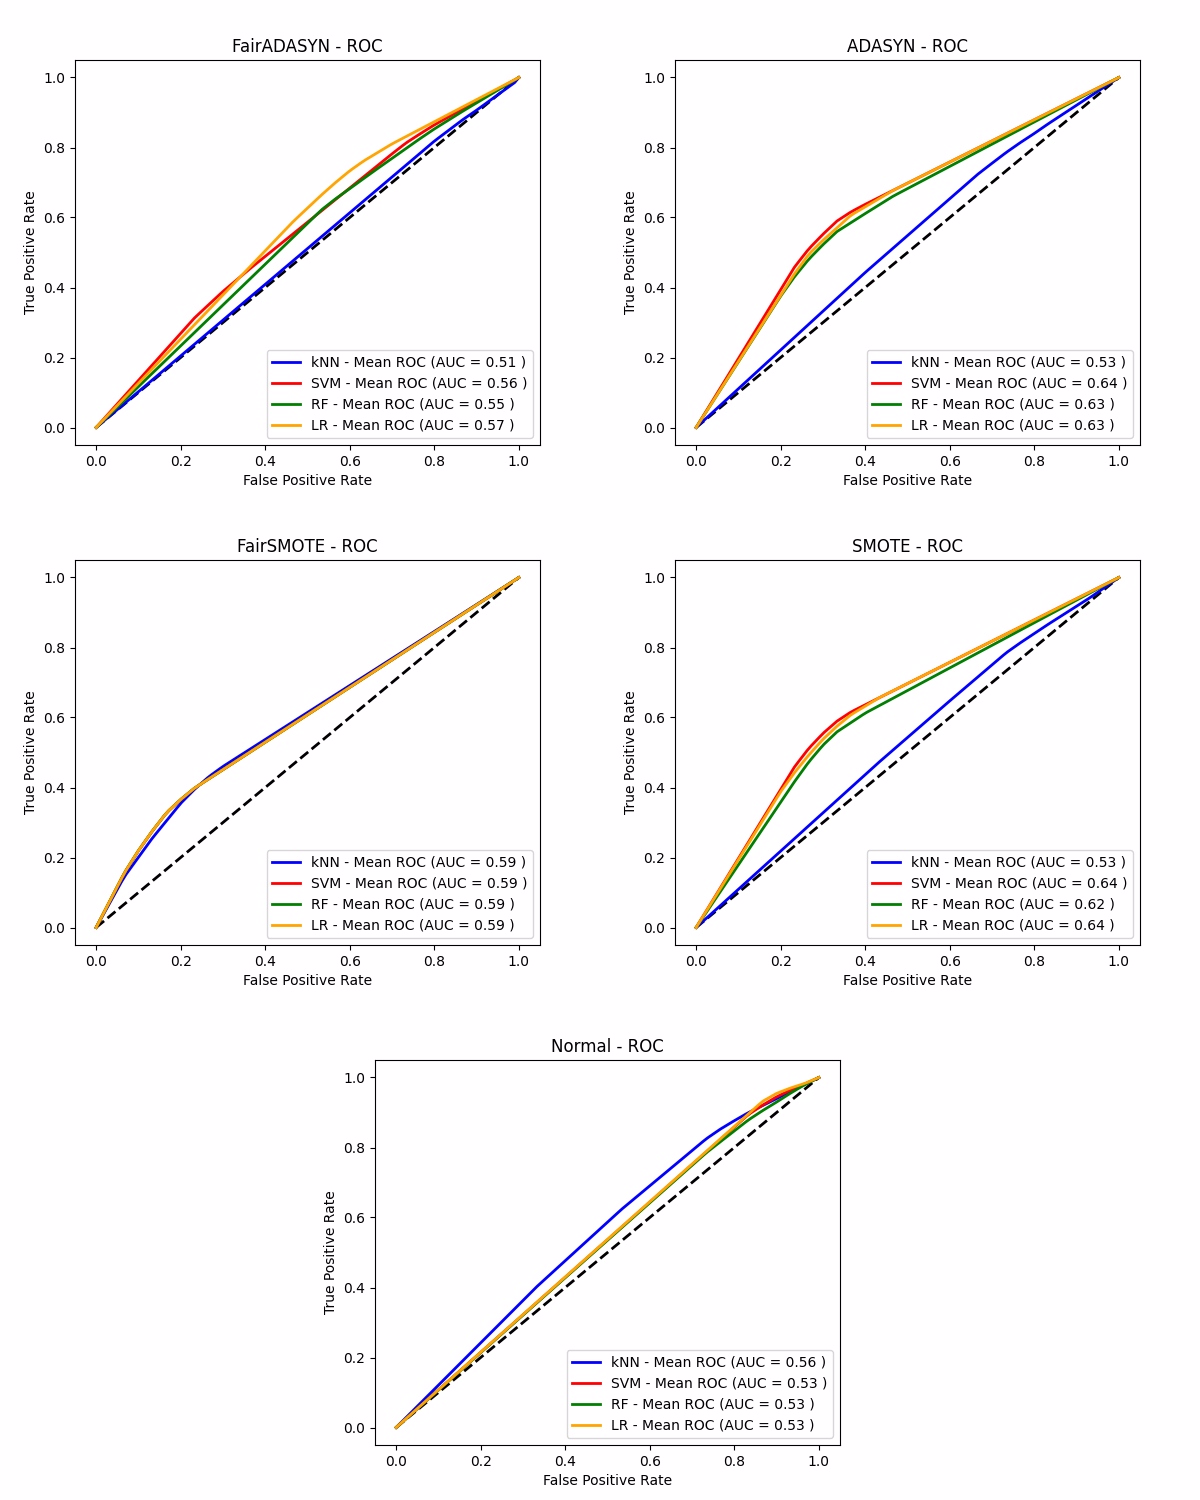 FairADASYN - ROC
True Positive Rate
1.0
0.8
0.6
0.4
0.2
0.0
kNN - Mean ROC (AUC = 0.51 )
SVM - Mean ROC (AUC = 0.56 )
RF - Mean ROC (AUC = 0.55 )
LR - Mean ROC (AUC = 0.57 )
0.0 0.2 0.4 0.6 0.8 1.0
False Positive Rate
ADASYN - ROC
True Positive Rate
1.0
0.8
0.6
0.4
0.2
0.0
kNN - Mean ROC (AUC = 0.53 )
SVM - Mean ROC (AUC = 0.64 )
RF - Mean ROC (AUC = 0.63 )
LR - Mean ROC (AUC = 0.63 )
0.0 0.2 0.4 0.6 0.8 1.0
False Positive Rate
FairSMOTE - ROC
True Positive Rate
1.0
0.8
0.6
0.4
0.2
0.0
kNN - Mean ROC (AUC = 0.59 )
SVM - Mean ROC (AUC = 0.59 )
RF - Mean ROC (AUC = 0.59 )
LR - Mean ROC (AUC = 0.59 )
0.0 0.2 0.4 0.6 0.8 1.0
False Positive Rate
SMOTE - ROC
True Positive Rate
1.0
0.8
0.6
0.4
0.2
0.0
kNN - Mean ROC (AUC = 0.53 )
SVM - Mean ROC (AUC = 0.64 )
RF - Mean ROC (AUC = 0.62 )
LR - Mean ROC (AUC = 0.64 )
0.0 0.2 0.4 0.6 0.8 1.0
False Positive Rate
Normal - ROC
True Positive Rate
1.0
0.8
0.6
0.4
0.2
0.0
kNN - Mean ROC (AUC = 0.56 )
SVM - Mean ROC (AUC = 0.53 )
RF - Mean ROC (AUC = 0.53 )
LR - Mean ROC (AUC = 0.53 )
0.0 0.2 0.4 0.6 0.8 1.0
False Positive Rate